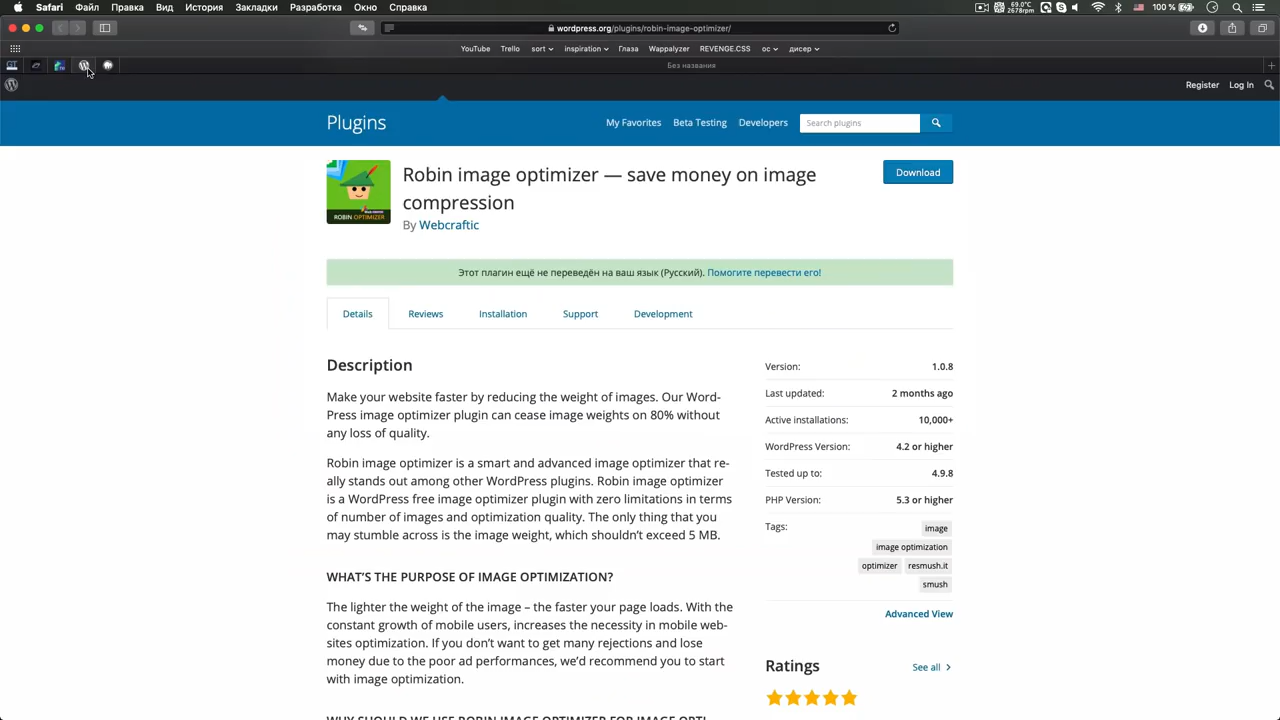 Safari Файл Правка Вид История Закладки Разработка Окно Справка
69.0°C
2678rpm
100 %
wordpress.org/plugins/robin-image-optimizer/
YouTube Trello sort inspiration Глаза Wappalyzer REVENGE.CSS ос дисер
Без названия
Register Log In
Plugins
My Favorites Beta Testing Developers Search plugins
ROBIN OPTIMIZER
Robin image optimizer — save money on image
compression
By Webcraftic
Download
Этот плагин ещё не переведён на ваш язык (Русский). Помогите перевести его!
Details Reviews Installation Support Development
Description
Make your website faster by reducing the weight of images. Our Word-
Press image optimizer plugin can cease image weights on 80% without
any loss of quality.
Robin image optimizer is a smart and advanced image optimizer that re-
ally stands out among other WordPress plugins. Robin image optimizer
is a WordPress free image optimizer plugin with zero limitations in terms
of number of images and optimization quality. The only thing that you
may stumble across is the image weight, which shouldn’t exceed 5 MB.
WHAT’S THE PURPOSE OF IMAGE OPTIMIZATION?
The lighter the weight of the image – the faster your page loads. With the
constant growth of mobile users, increases the necessity in mobile web-
sites optimization. If you don’t want to get many rejections and lose
money due to the poor ad performances, we’d recommend you to start
with image optimization.
WHY SHOULD WE USE ROBIN IMAGE OPTIMIZER FOR IMAGE OPTI-
Version: 1.0.8
Last updated: 2 months ago
Active installations: 10,000+
WordPress Version: 4.2 or higher
Tested up to: 4.9.8
PHP Version: 5.3 or higher
Tags: image
image optimization
optimizer resmush.it
smush
Advanced View
Ratings See all